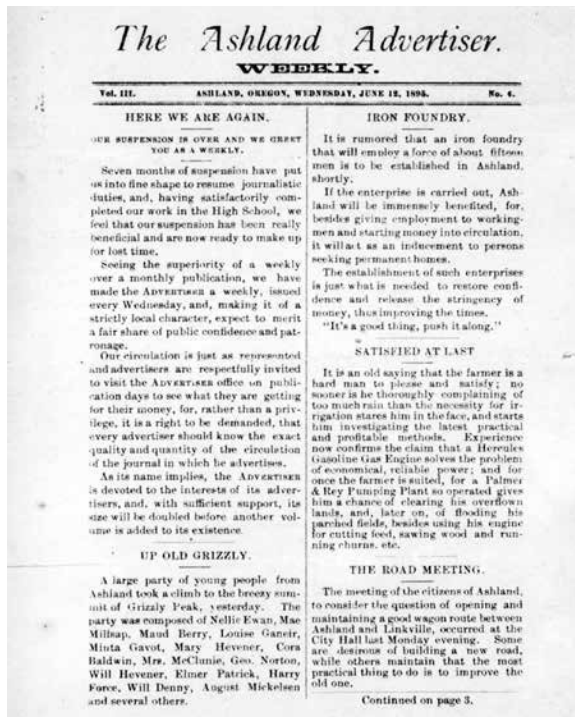 The Ashland Advertiser.
WEEKLY.
Vol. III. ASHLAND, OREGON, WEDNESDAY, JUNE 12, 1895. No. 4.
HERE WE ARE AGAIN.
OUR SUSPENSION IS OVER AND WE GREET
YOU AS A WEEKLY.
Seven months of suspension have put
us into fine shape to resume journalistic
duties, and, having satisfactorily com-
pleted our work in the High School, we
feel that our suspension has been really
beneficial and are now ready to make up
for lost time.
Seeing the superiority of a weekly
over a monthly publication, we have
made the ADVERTISER a weekly, issued
every Wednesday, and, making it of a
strictly local character, expect to merit
a fair share of public confidence and pat-
ronage.
Our circulation is just as represented
and advertisers are respectfully invited
to visit the ADVERTISER office on publi-
cation days to see what they are getting
for their money, for, rather than a privi-
lege, it is a right to be demanded, that
every advertiser should know the exact
quality and quantity of the circulation
of the journal in which he advertises.
As its name implies, the ADVERTISER
is devoted to the interests of its adver-
tisers, and, with sufficient support, its
size will be doubled before another vol-
ume is added to its existence.
UP OLD GRIZZLY.
A large party of young people from
Ashland took a climb to the breezy sum-
mit of Grizzly Peak, yesterday. The
party was composed of Nellie Ewan, Mae
Millsap, Maud Berry, Louise Ganeir,
Minta Gavot, Mary Hevener, Cora
Baldwin, Mrs. McClunie, Geo. Norton,
Will Hevener, Elmer Patrick, Harry
Force, Will Denny, August Mickelsen
and several others.
IRON FOUNDRY.
It is rumored that an iron foundry
that will employ a force of about fifteen
men is to be established in Ashland,
shortly.
If the enterprise is carried out, Ash-
land will be immensely benefited, for,
besides giving employment to working-
men and starting money into circulation,
it will act as an inducement to persons
seeking permanent homes.
The establishment of such enterprises
is just what is needed to restore confi-
dence and release the stringency of
money, thus improving the times.
"It's a good thing, push it along."
SATISFIED AT LAST
It is an old saying that the farmer is a
hard man to please and satisfy; no
sooner is he thoroughly complaining of
too much rain than the necessity for ir-
rigation stares him in the face, and starts
him investigating the latest practical
and profitable methods. Experience
now confirms the claim that a Hercules
Gasoline Gas Engine solves the problem
of economical, reliable power; and for
once the farmer is suited, for a Palmer
& Rey Pumping Plant so operated gives
him a chance of clearing his overflown
lands, and, later on, of flooding his
parched fields, besides using his engine
for cutting feed, sawing wood and run-
ning churns, etc.
THE ROAD MEETING.
The meeting of the citizens of Ashland,
to consider the question of opening and
maintaining a good wagon route between
Ashland and Linkville, occurred at the
City Hall last Monday evening. Some
are desirous of building a new road,
while others maintain that the most
practical thing to do is to improve the
old one.
Continued on page 3.